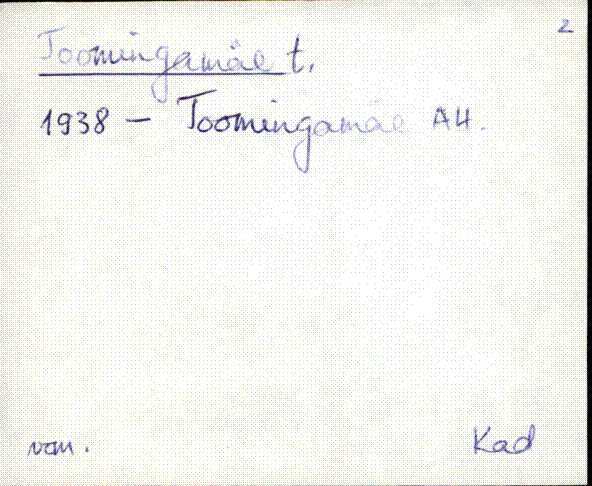 2
Toomingamäe t.
1938 - Toomingamäe AH.
van.
Kad